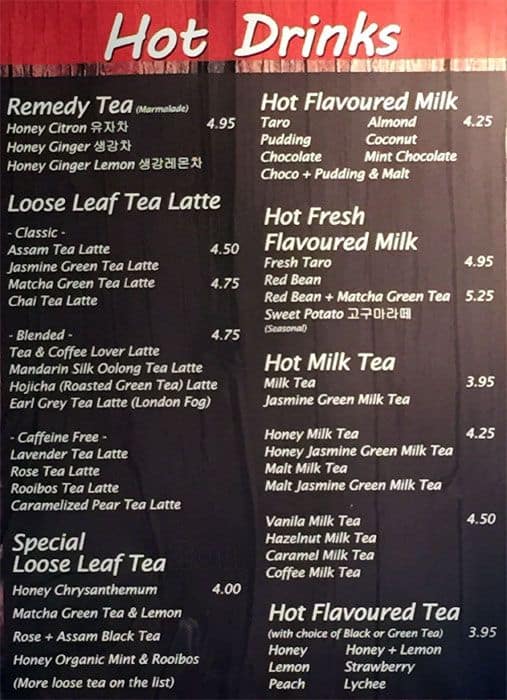 Hot Drinks
Remedy Tea (Marmalade)
Honey Citron 유자차 4.95
Honey Ginger 생강차
Honey Ginger Lemon 생강레몬차
Loose Leaf Tea Latte
- Classic -
Assam Tea Latte 4.50
Jasmine Green Tea Latte
Matcha Green Tea Latte 4.75
Chai Tea Latte
- Blended - 4.75
Tea & Coffee Lover Latte
Mandarin Silk Oolong Tea Latte
Hojicha (Roasted Green Tea) Latte
Earl Grey Tea Latte (London Fog)
- Caffeine Free -
Lavender Tea Latte
Rose Tea Latte
Rooibos Tea Latte
Caramelized Pear Tea Latte
Special
Loose Leaf Tea
Honey Chrysanthemum 4.00
Matcha Green Tea & Lemon
Rose + Assam Black Tea
Honey Organic Mint & Rooibos
(More loose tea on the list)
Hot Flavoured Milk
Taro Almond 4.25
Pudding Coconut
Chocolate Mint Chocolate
Choco + Pudding & Malt
Hot Fresh
Flavoured Milk
Fresh Taro 4.95
Red Bean
Red Bean + Matcha Green Tea 5.25
Sweet Potato 고구마라떼
(Seasonal)
Hot Milk Tea
Milk Tea 3.95
Jasmine Green Milk Tea
Honey Milk Tea 4.25
Honey Jasmine Green Milk Tea
Malt Milk Tea
Malt Jasmine Green Milk Tea
Vanila Milk Tea 4.50
Hazelnut Milk Tea
Caramel Milk Tea
Coffee Milk Tea
Hot Flavoured Tea
(with choice of Black or Green Tea) 3.95
Honey Honey + Lemon
Lemon Strawberry
Peach Lychee